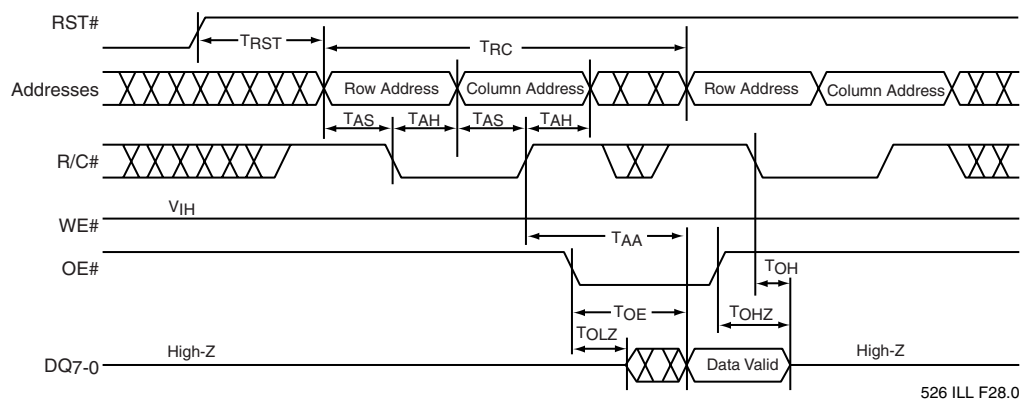 RST#
TRST
TRC
Addresses
Row Address
Column Address
Row Address
Column Address
TAS
TAH
TAS
TAH
R/C#
VIH
WE#
TAA
OE#
TOH
TOE
TOHZ
TOLZ
High-Z
Data Valid
High-Z
DQ7-0
526 ILL F28.0